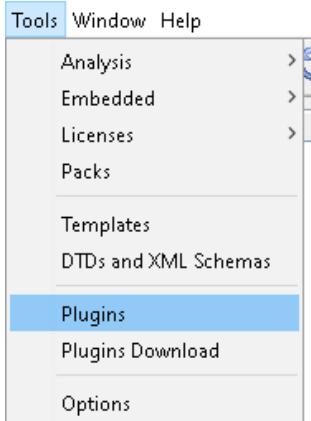 Tools Window Help
Analysis
Embedded
Licenses
Packs
Templates
DTDs and XML Schemas
Plugins
Plugins Download
Options